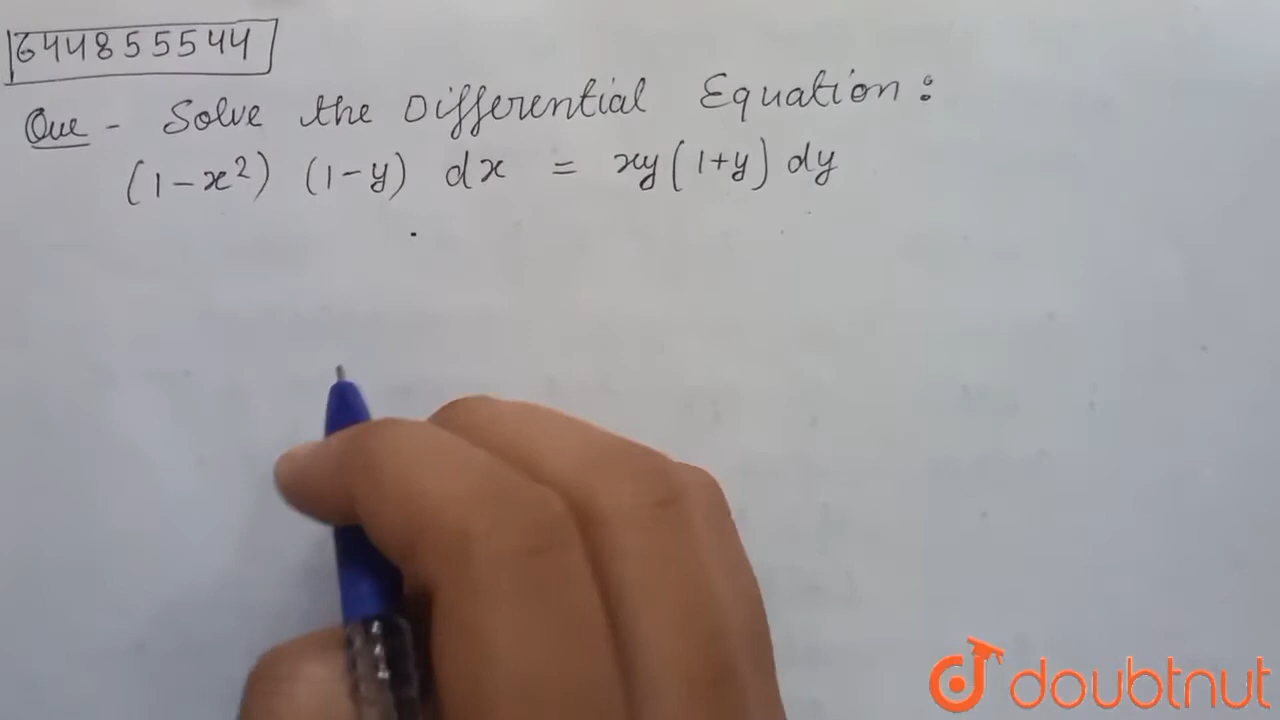 644855544
Que - Solve the Differential Equation :
(1-x²) (1-y) dx = xy(1+y) dy
doubtnut